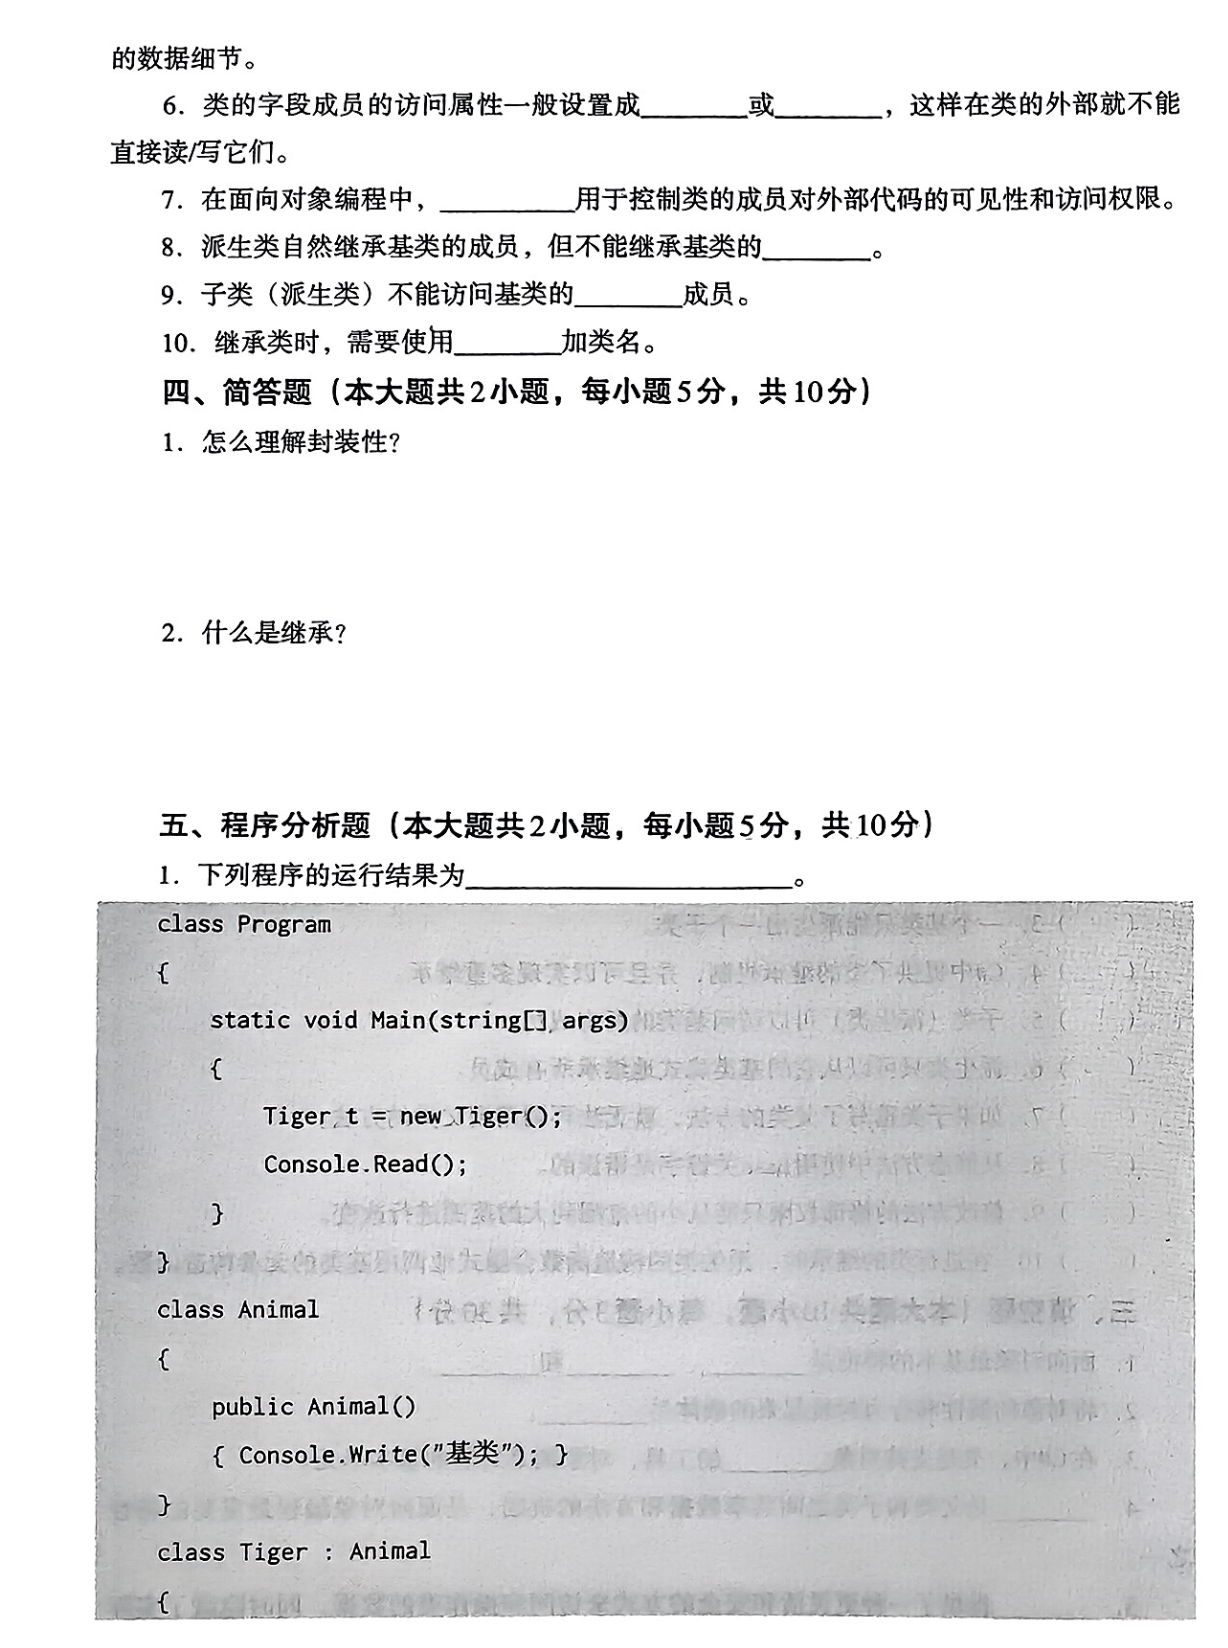 的数据细节。
6．类的字段成员的访问属性一般设置成________或________，这样在类的外部就不能
直接读/写它们。
7．在面向对象编程中，__________用于控制类的成员对外部代码的可见性和访问权限。
8．派生类自然继承基类的成员，但不能继承基类的________。
9．子类（派生类）不能访问基类的________成员。
10．继承类时，需要使用________加类名。
四、简答题（本大题共2小题，每小题5分，共10分）
1．怎么理解封装性？
2．什么是继承？
五、程序分析题（本大题共2小题，每小题5分，共10分）
1．下列程序的运行结果为________________________。
class Program
{
static void Main(string[] args)
{
Tiger t = new Tiger();
Console.Read();
}
}
class Animal
{
public Animal()
{ Console.Write("基类"); }
}
class Tiger : Animal
{